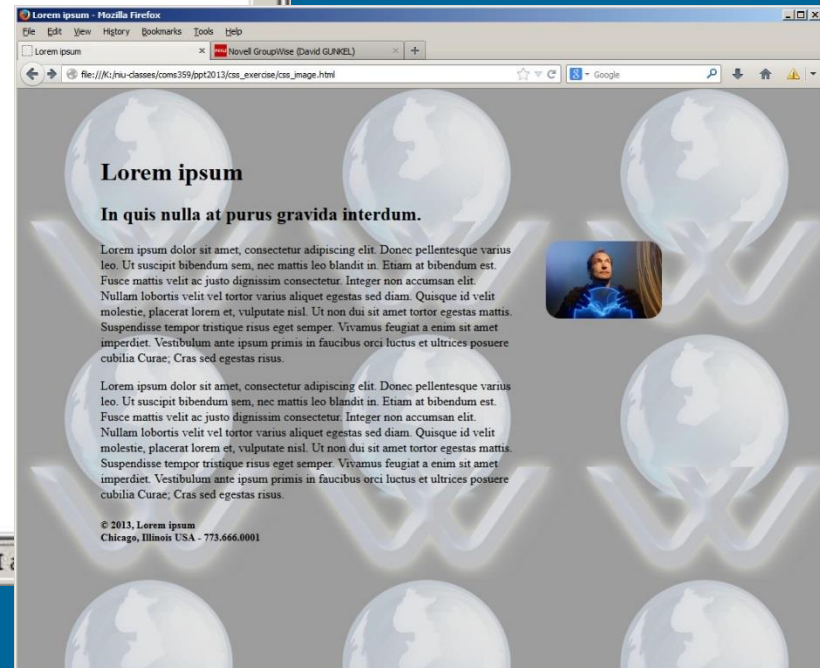 Lorem ipsum - Mozilla Firefox
File Edit View History Bookmarks Tools Help
Lorem ipsum
NIU Novell GroupWise (David GUNKEL)
file:///K:/niu-classes/coms359/ppt2013/css_exercise/css_image.html
Google
Lorem ipsum
In quis nulla at purus gravida interdum.
Lorem ipsum dolor sit amet, consectetur adipiscing elit. Donec pellentesque varius
leo. Ut suscipit bibendum sem, nec mattis leo blandit in. Etiam at bibendum est.
Fusce mattis velit ac justo dignissim consectetur. Integer non accumsan elit.
Nullam lobortis velit vel tortor varius aliquet egestas sed diam. Quisque id velit
molestie, placerat lorem et, vulputate nisl. Ut non dui sit amet tortor egestas mattis.
Suspendisse tempor tristique risus eget semper. Vivamus feugiat a enim sit amet
imperdiet. Vestibulum ante ipsum primis in faucibus orci luctus et ultrices posuere
cubilia Curae; Cras sed egestas risus.
Lorem ipsum dolor sit amet, consectetur adipiscing elit. Donec pellentesque varius
leo. Ut suscipit bibendum sem, nec mattis leo blandit in. Etiam at bibendum est.
Fusce mattis velit ac justo dignissim consectetur. Integer non accumsan elit.
Nullam lobortis velit vel tortor varius aliquet egestas sed diam. Quisque id velit
molestie, placerat lorem et, vulputate nisl. Ut non dui sit amet tortor egestas mattis.
Suspendisse tempor tristique risus eget semper. Vivamus feugiat a enim sit amet
imperdiet. Vestibulum ante ipsum primis in faucibus orci luctus et ultrices posuere
cubilia Curae; Cras sed egestas risus.
© 2013, Lorem ipsum
Chicago, Illinois USA - 773.666.0001